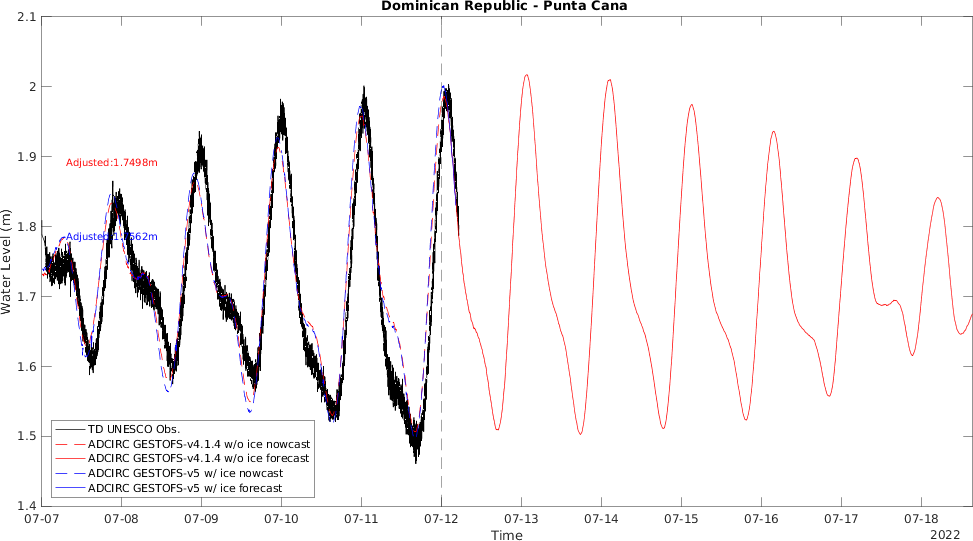 Dominican Republic - Punta Cana
2.1
2
1.9
1.8
1.7
1.6
1.5
1.4
Water Level (m)
Adjusted:1.7498m
TD UNESCO Obs.
ADCIRC GESTOFS-v4.1.4 w/o ice nowcast
ADCIRC GESTOFS-v4.1.4 w/o ice forecast
ADCIRC GESTOFS-v5 w/ ice nowcast
ADCIRC GESTOFS-v5 w/ ice forecast
07-07 07-08 07-09 07-10 07-11 07-12 07-13 07-14 07-15 07-16 07-17 07-18
Time
2022